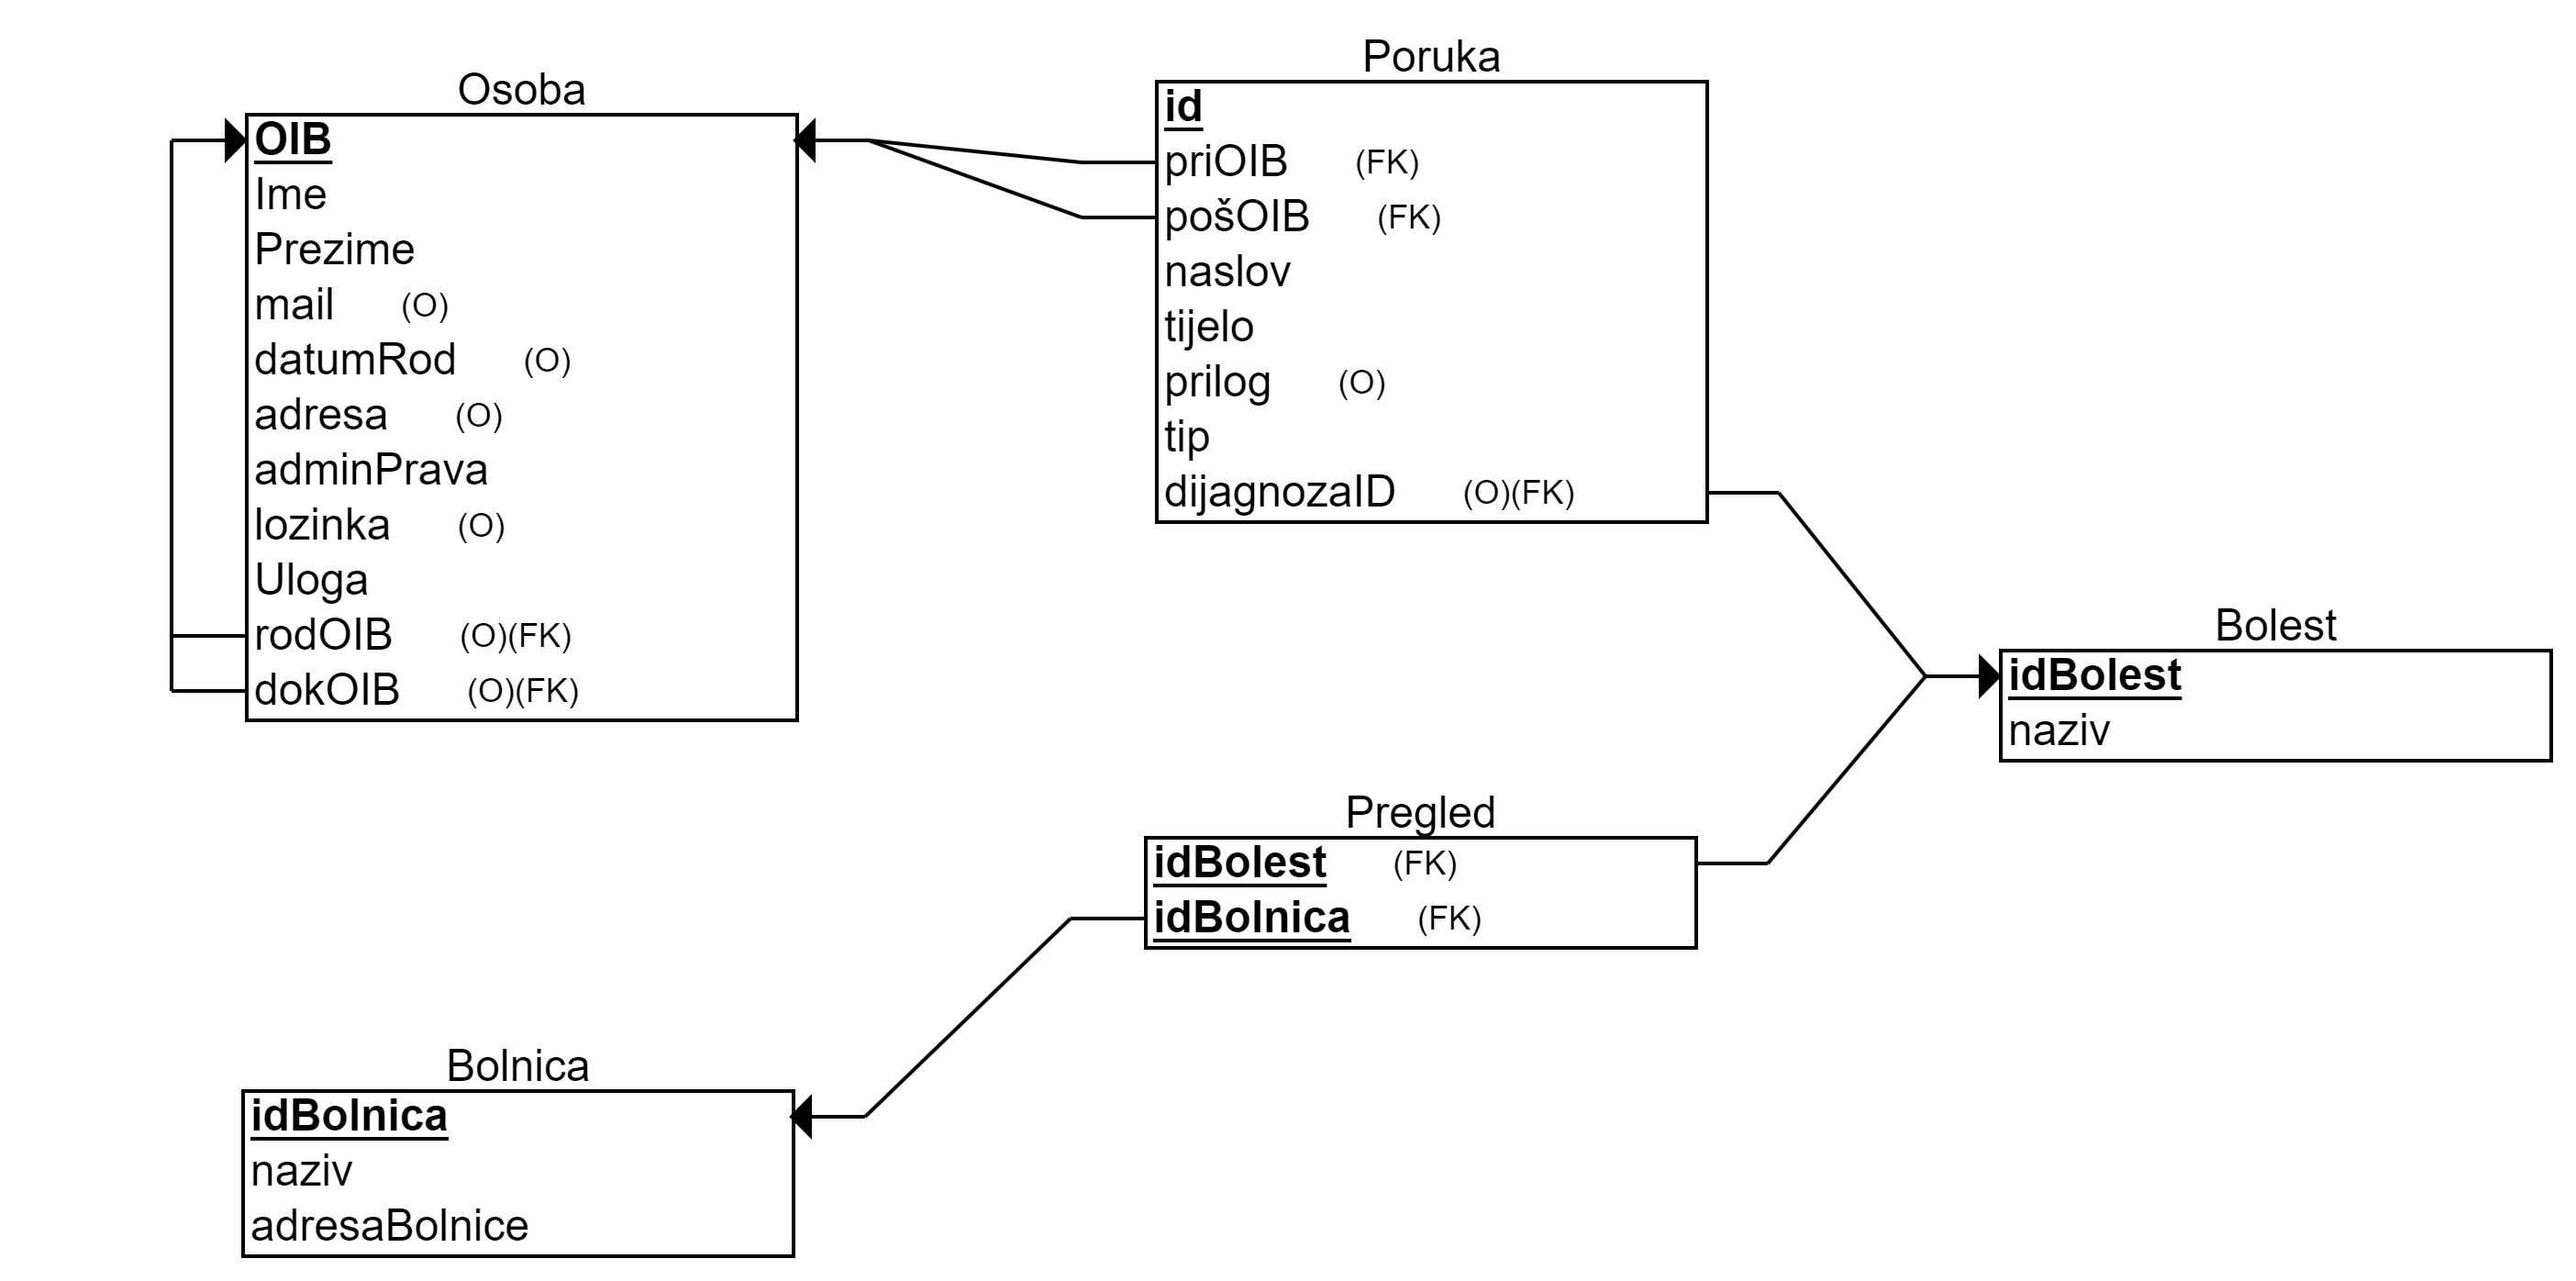 Osoba
OIB
Ime
Prezime
mail (O)
datumRod (O)
adresa (O)
adminPrava
lozinka (O)
Uloga
rodOIB (O)(FK)
dokOIB (O)(FK)
Poruka
id
priOIB (FK)
pošOIB (FK)
naslov
tijelo
prilog (O)
tip
dijagnozaID (O)(FK)
Bolest
idBolest
naziv
Pregled
idBolest (FK)
idBolnica (FK)
Bolnica
idBolnica
naziv
adresaBolnice